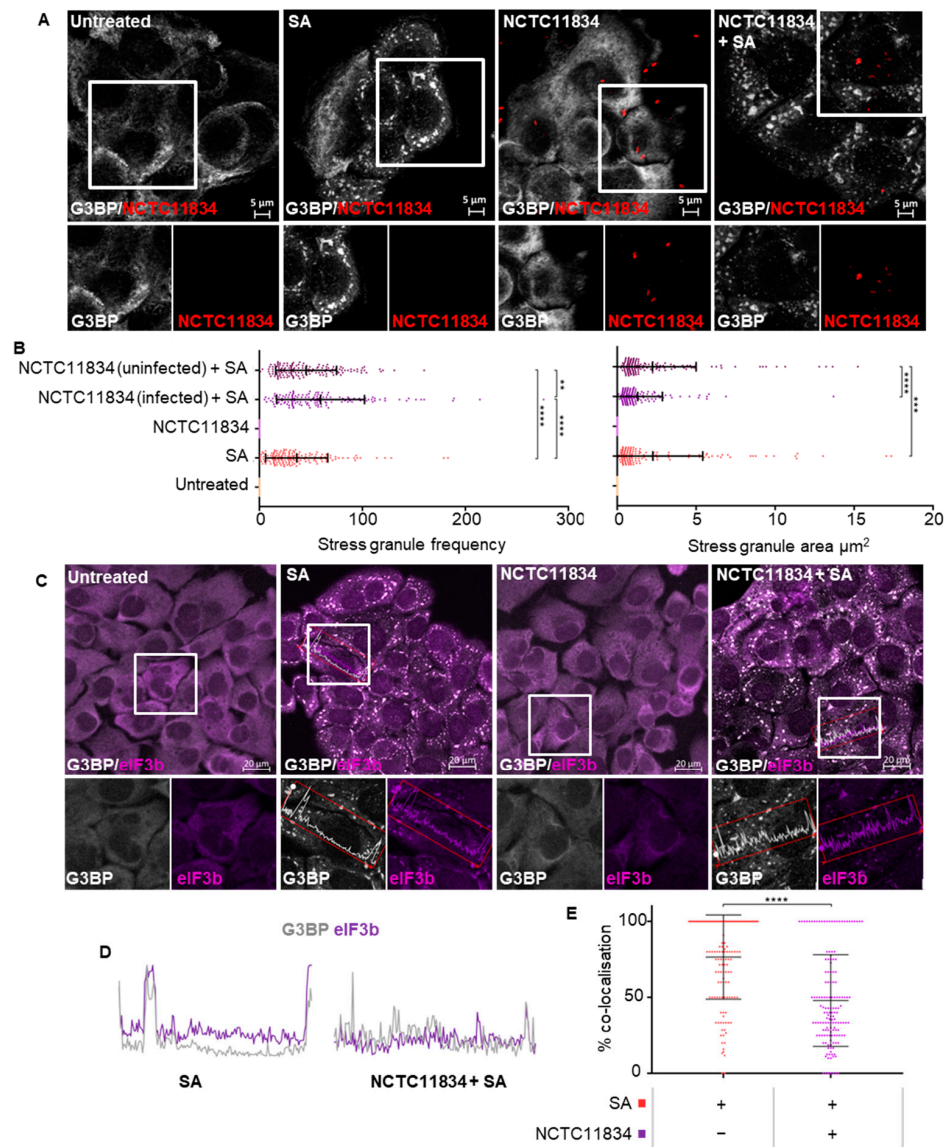 A
Untreated
SA
NCTC11834
NCTC11834
+ SA
G3BP/NCTC11834
5 µm
G3BP/NCTC11834
5 µm
G3BP/NCTC11834
5 µm
G3BP/NCTC11834
5 µm
G3BP
NCTC11834
G3BP
NCTC11834
G3BP
NCTC11834
G3BP
NCTC11834
B
NCTC11834 (uninfected) + SA
NCTC11834 (infected) + SA
NCTC11834
SA
Untreated
**
****
****
0
100
200
300
Stress granule frequency
****
***
0
5
10
15
20
Stress granule area µm²
C
Untreated
SA
NCTC11834
NCTC11834 + SA
G3BP/eIF3b
20 µm
G3BP/eIF3b
20 µm
G3BP/eIF3b
20 µm
G3BP/eIF3b
20 µm
G3BP
eIF3b
G3BP
eIF3b
G3BP
eIF3b
G3BP
eIF3b
D
G3BP eIF3b
SA
NCTC11834 + SA
E
****
100
50
0
% co-localisation
SA + +
NCTC11834 − +